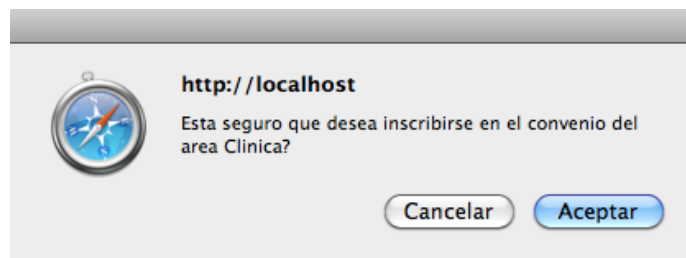 http://localhost
Esta seguro que desea inscribirse en el convenio del
area Clinica?
Cancelar
Aceptar